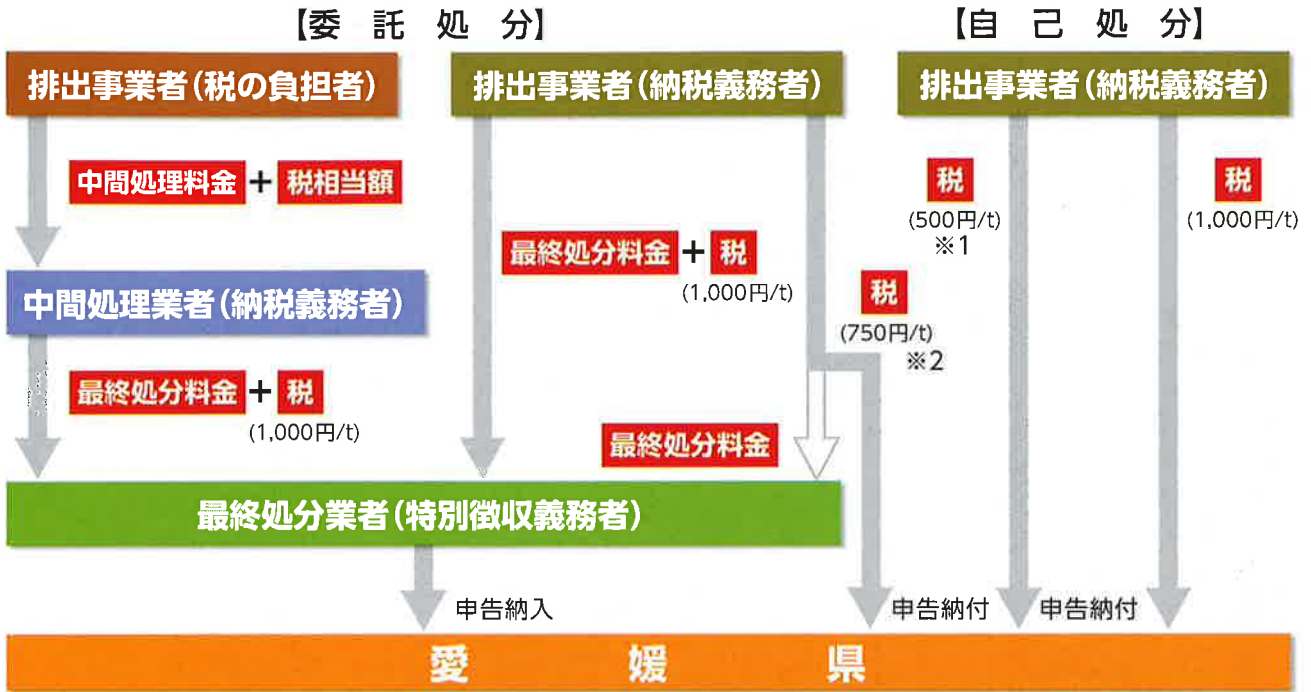 【委託処分】
【自己処分】
排出事業者(税の負担者)
排出事業者(納税義務者)
排出事業者(納税義務者)
中間処理料金+税相当額
税
(500円/t)
※1
税
(1,000円/t)
最終処分料金+税
(1,000円/t)
中間処理業者(納税義務者)
税
(750円/t)
※2
最終処分料金+税
(1,000円/t)
最終処分料金
最終処分業者(特別徴収義務者)
申告納入
申告納付
申告納付
愛媛県